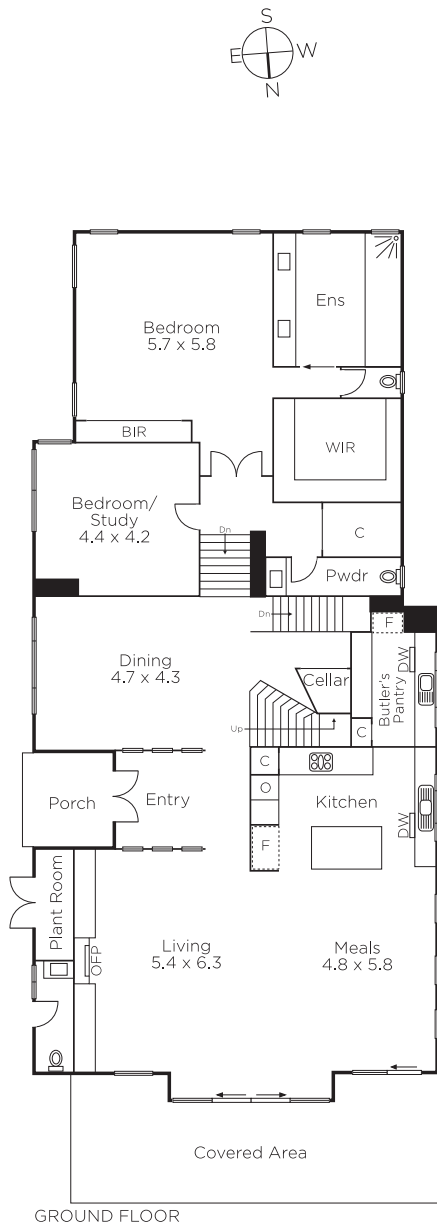 S
E W
N
Ens
Bedroom
5.7 x 5.8
BIR
WIR
Bedroom/
Study
4.4 x 4.2
Dn
C
Pwdr
Dn
F
DW
Dining
4.7 x 4.3
Cellar
Butler's
Pantry
Up
C
C
O
Porch
Entry
Kitchen
DW
F
Plant Room
OFP
Living
5.4 x 6.3
Meals
4.8 x 5.8
Covered Area
GROUND FLOOR